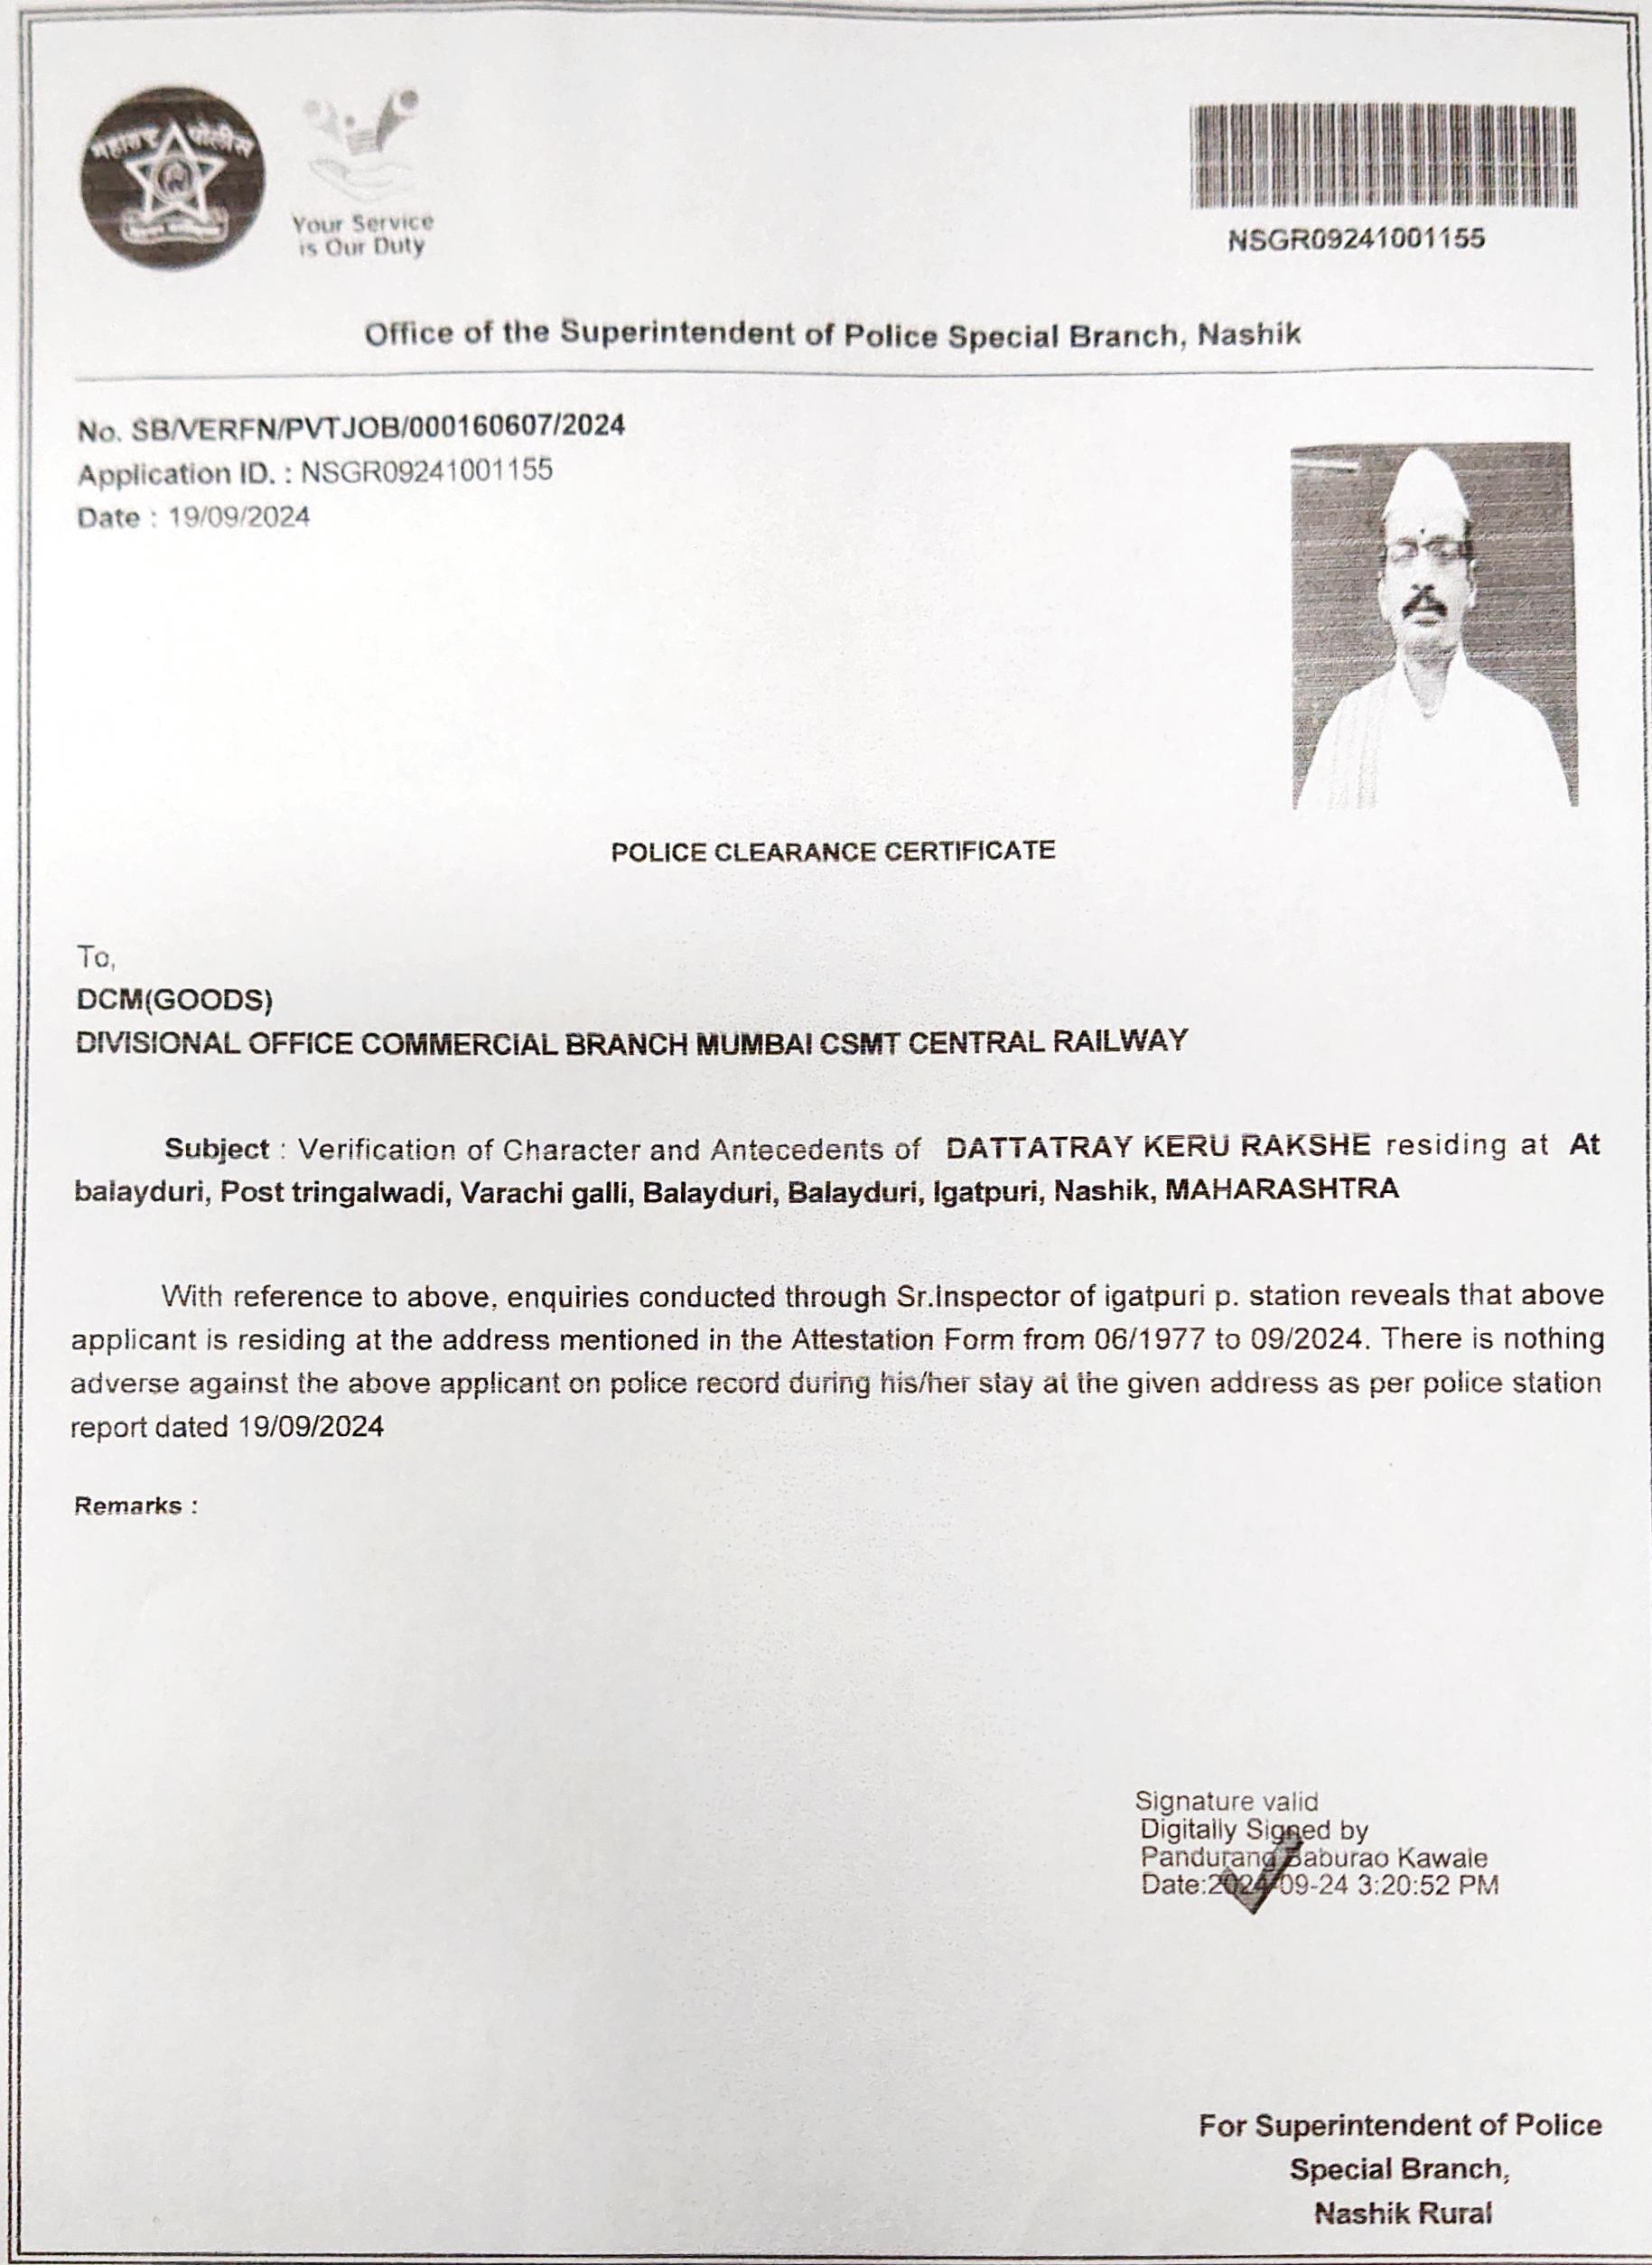 महाराष्ट्र पोलीस
Your Service
is Our Duty
NSGR09241001155
Office of the Superintendent of Police Special Branch, Nashik
No. SB/VERFN/PVTJOB/000160607/2024
Application ID. : NSGR09241001155
Date : 19/09/2024
POLICE CLEARANCE CERTIFICATE
To,
DCM(GOODS)
DIVISIONAL OFFICE COMMERCIAL BRANCH MUMBAI CSMT CENTRAL RAILWAY
Subject : Verification of Character and Antecedents of DATTATRAY KERU RAKSHE residing at At
balayduri, Post tringalwadi, Varachi galli, Balayduri, Balayduri, Igatpuri, Nashik, MAHARASHTRA
With reference to above, enquiries conducted through Sr.Inspector of igatpuri p. station reveals that above
applicant is residing at the address mentioned in the Attestation Form from 06/1977 to 09/2024. There is nothing
adverse against the above applicant on police record during his/her stay at the given address as per police station
report dated 19/09/2024
Remarks :
Signature valid
Digitally Signed by
Pandurang Baburao Kawale
Date:2024-09-24 3:20:52 PM
For Superintendent of Police
Special Branch,
Nashik Rural